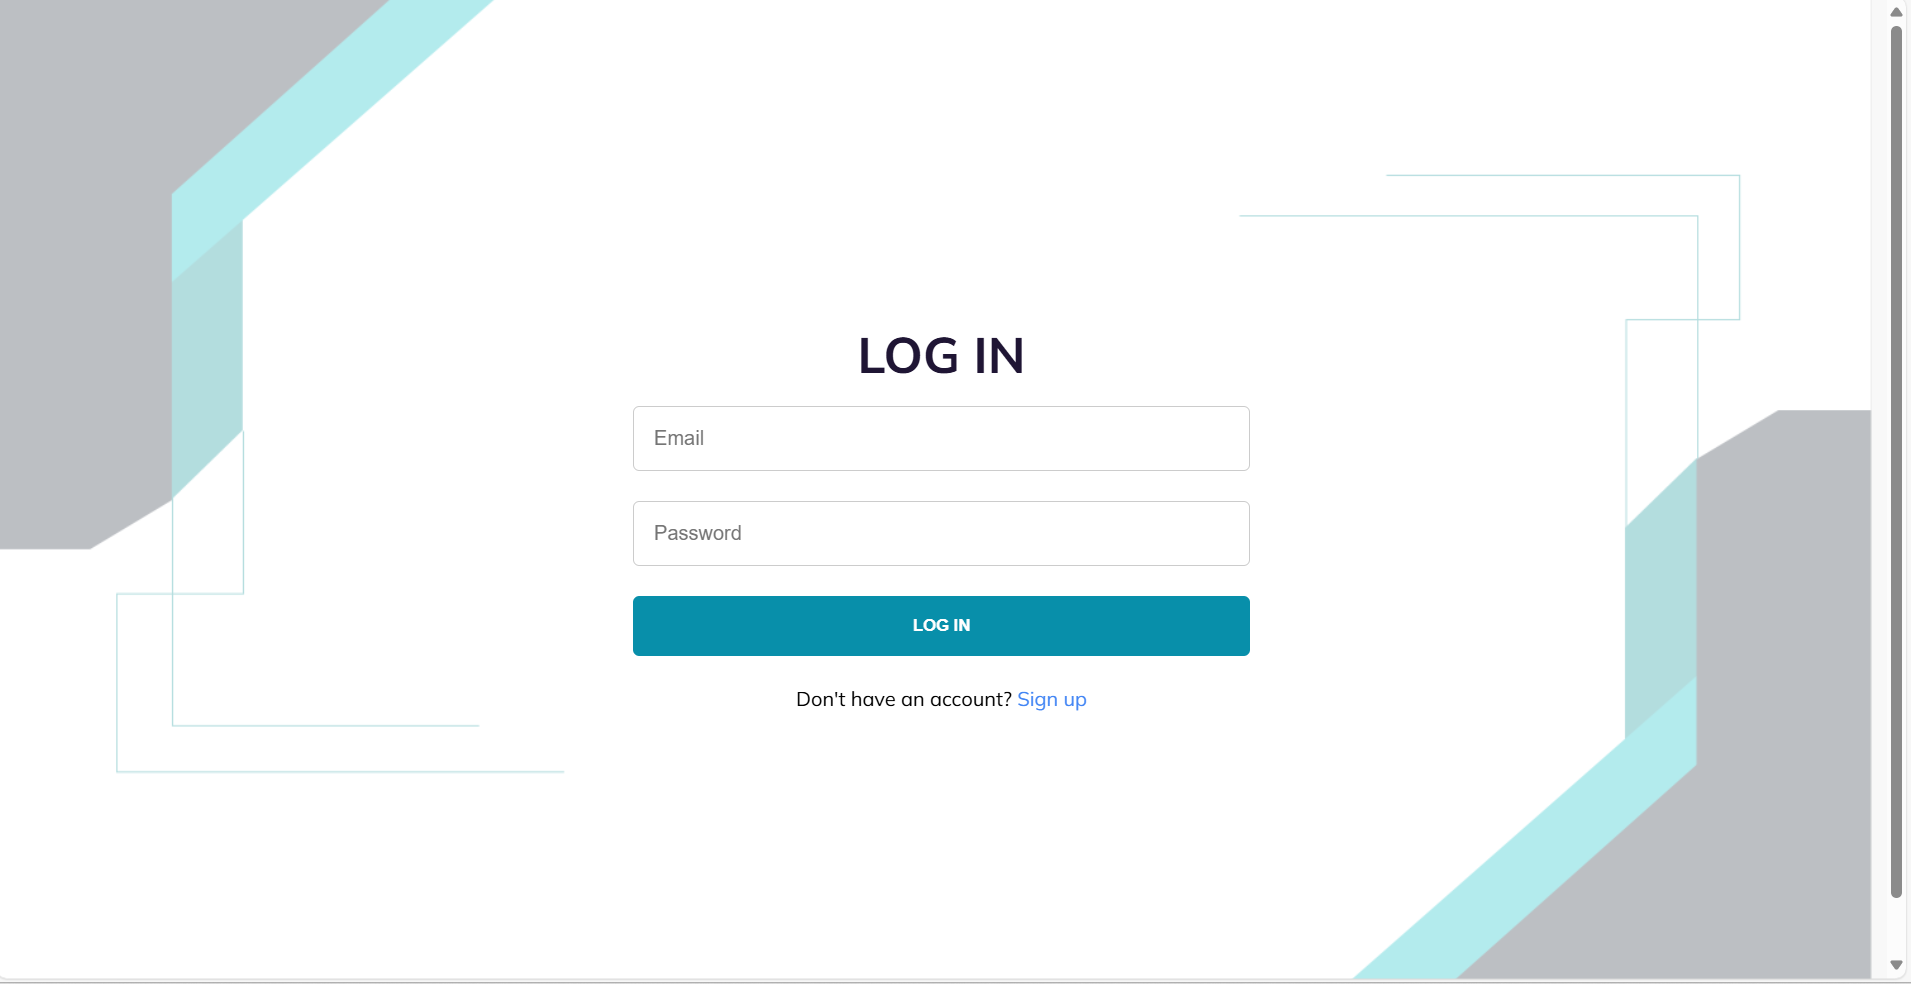 LOG IN
Email
Password
LOG IN
Don't have an account? Sign up